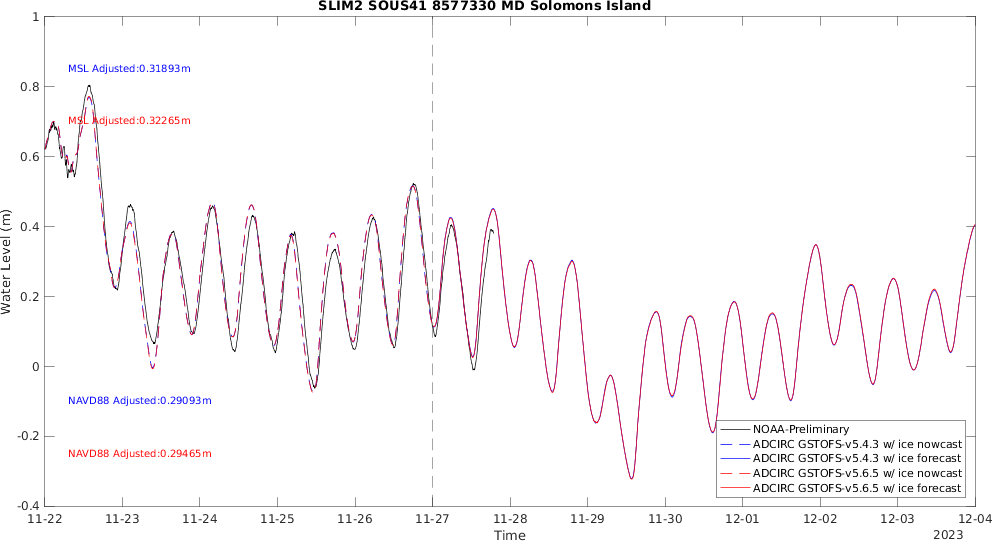 SLIM2 SOUS41 8577330 MD Solomons Island
Water Level (m)
1
0.8
0.6
0.4
0.2
0
-0.2
-0.4
MSL Adjusted:0.31893m
MSL Adjusted:0.32265m
NAVD88 Adjusted:0.29093m
NAVD88 Adjusted:0.29465m
NOAA-Preliminary
ADCIRC GSTOFS-v5.4.3 w/ ice nowcast
ADCIRC GSTOFS-v5.4.3 w/ ice forecast
ADCIRC GSTOFS-v5.6.5 w/ ice nowcast
ADCIRC GSTOFS-v5.6.5 w/ ice forecast
11-22 11-23 11-24 11-25 11-26 11-27 11-28 11-29 11-30 12-01 12-02 12-03 12-04
Time
2023